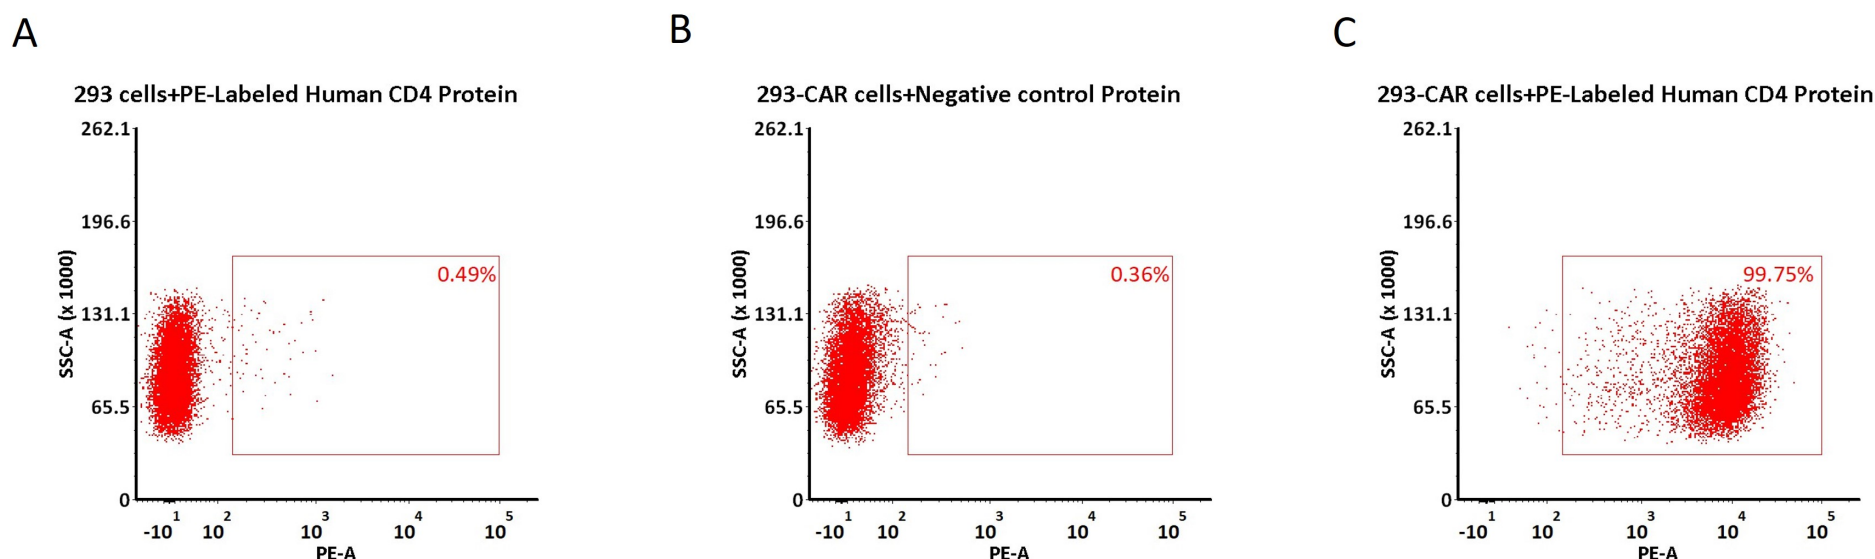 A
B
C
293 cells+PE-Labeled Human CD4 Protein
293-CAR cells+Negative control Protein
293-CAR cells+PE-Labeled Human CD4 Protein
262.1
196.6
131.1
65.5
0
SSC-A (x 1000)
0.49%
-10^1 10^2 10^3 10^4 10^5
PE-A
262.1
196.6
131.1
65.5
0
SSC-A (x 1000)
0.36%
-10^1 10^2 10^3 10^4 10^5
PE-A
262.1
196.6
131.1
65.5
0
SSC-A (x 1000)
99.75%
-10^1 10^2 10^3 10^4 10^5
PE-A